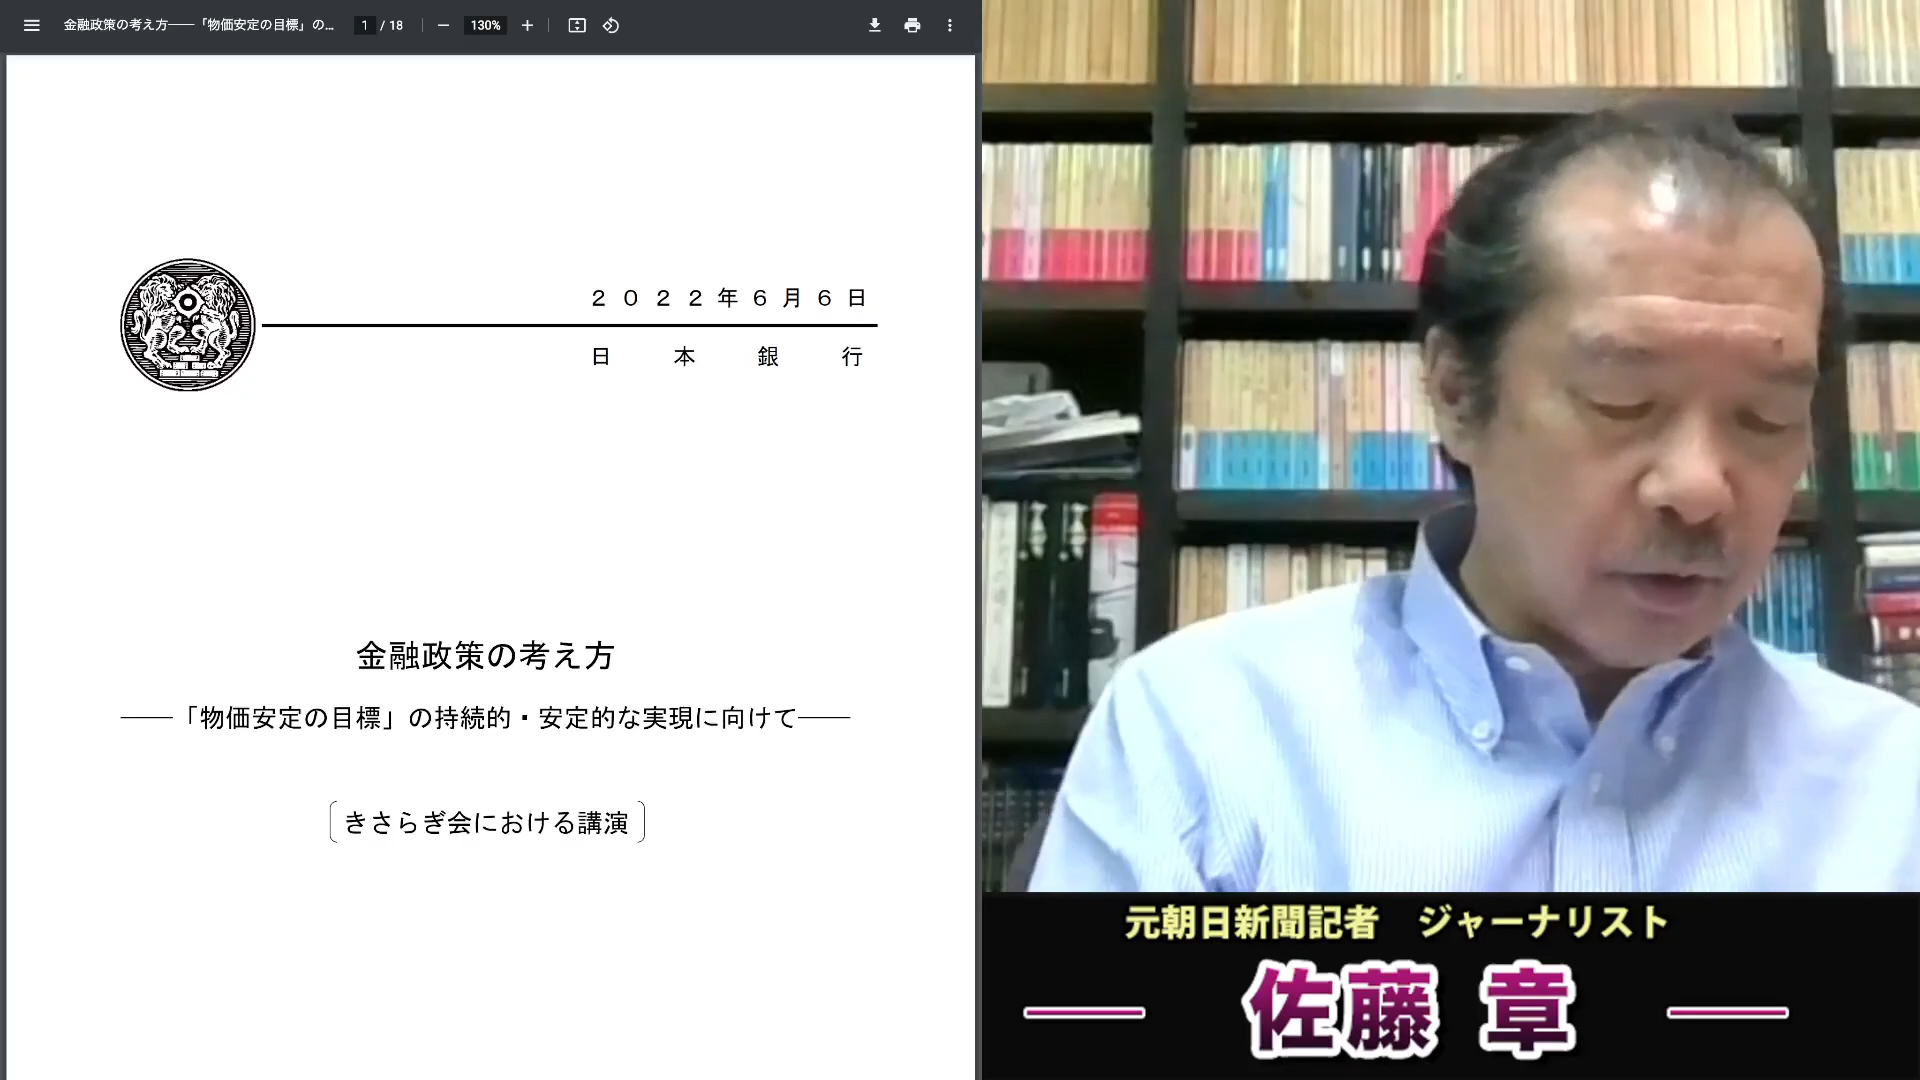 金融政策の考え方――「物価安定の目標」の...
1 / 18
130%
２０２２年６月６日
日本銀行
金融政策の考え方
――「物価安定の目標」の持続的・安定的な実現に向けて――
きさらぎ会における講演
元朝日新聞記者　ジャーナリスト
佐藤 章